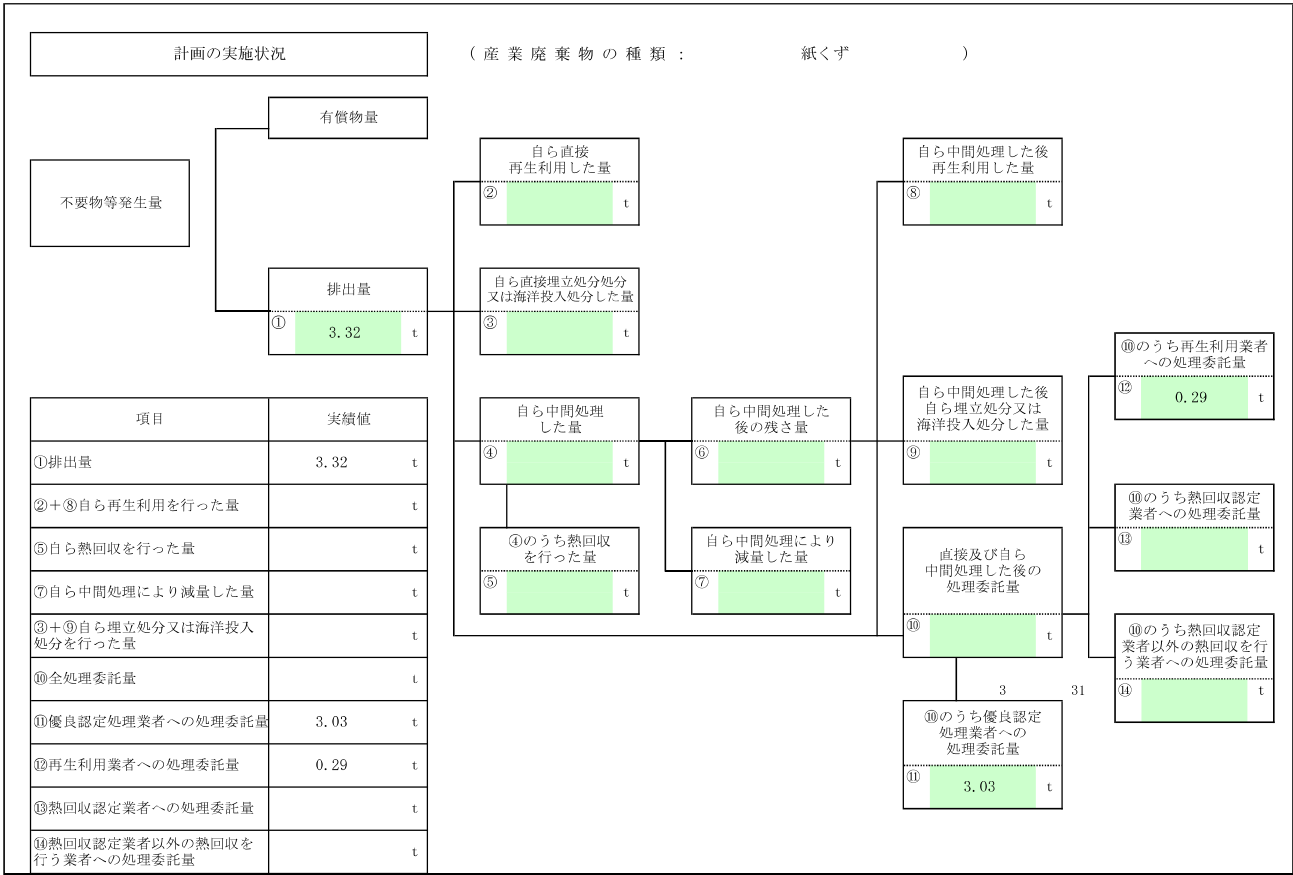 計画の実施状況
(産業廃棄物の種類: 紙くず )
有償物量
不要物等発生量
排出量
① 3.32 t
自ら直接
再生利用した量
② t
自ら直接埋立処分処分
又は海洋投入処分した量
③ t
自ら中間処理
した量
④ t
④のうち熱回収
を行った量
⑤ t
自ら中間処理した
後の残さ量
⑥ t
自ら中間処理により
減量した量
⑦ t
自ら中間処理した後
再生利用した量
⑧ t
自ら中間処理した後
自ら埋立処分又は
海洋投入処分した量
⑨ t
直接及び自ら
中間処理した後の
処理委託量
⑩ t
3 31
⑩のうち優良認定
処理業者への
処理委託量
⑪ 3.03 t
⑩のうち再生利用業者
への処理委託量
⑫ 0.29 t
⑩のうち熱回収認定
業者への処理委託量
⑬ t
⑩のうち熱回収認定
業者以外の熱回収を行
う業者への処理委託量
⑭ t
項目 実績値
①排出量 3.32 t
②+⑧自ら再生利用を行った量 t
⑤自ら熱回収を行った量 t
⑦自ら中間処理により減量した量 t
③+⑨自ら埋立処分又は海洋投入
処分を行った量 t
⑩全処理委託量 t
⑪優良認定処理業者への処理委託量 3.03 t
⑫再生利用業者への処理委託量 0.29 t
⑬熱回収認定業者への処理委託量 t
⑭熱回収認定業者以外の熱回収を
行う業者への処理委託量 t